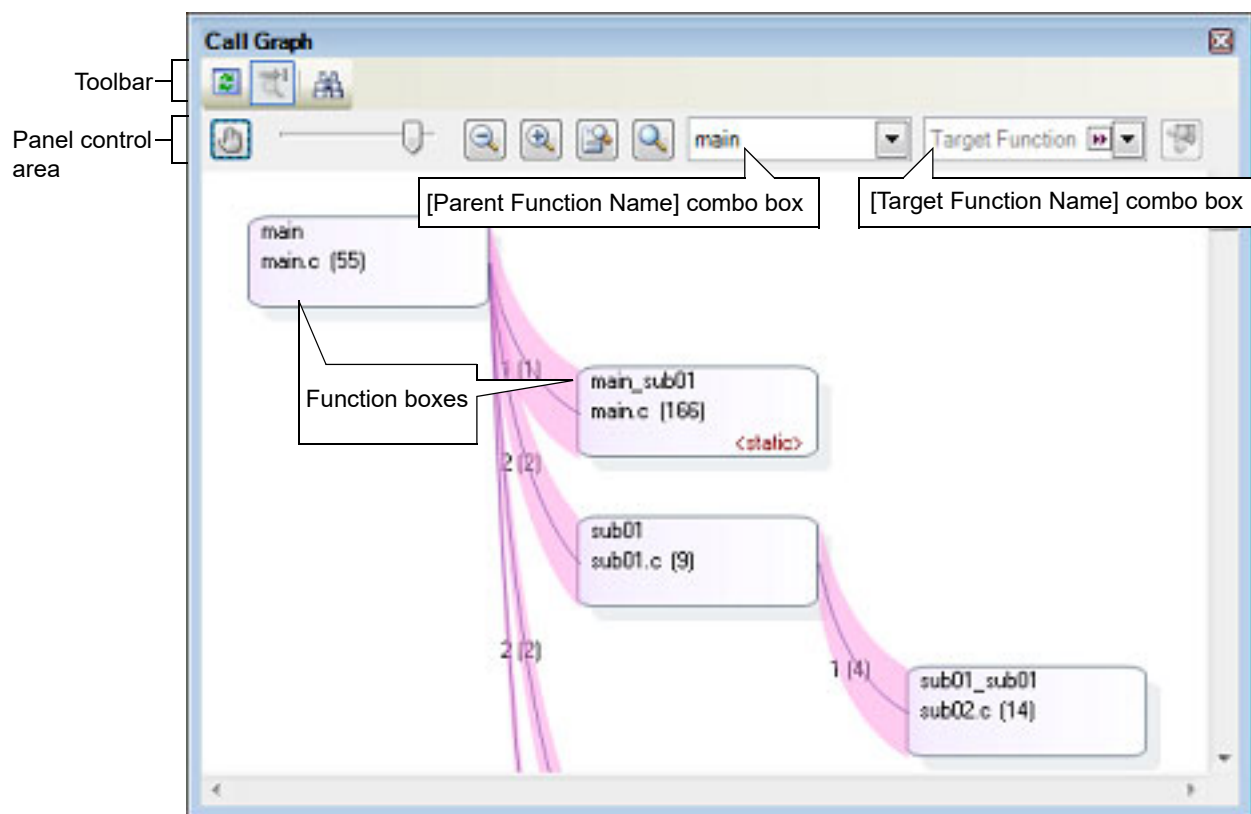 Call Graph
Toolbar
Panel control
area
main
Target Function
[Parent Function Name] combo box
[Target Function Name] combo box
main
main.c (55)
Function boxes
1 (1)
main_sub01
main.c (166)
<static>
2 (2)
sub01
sub01.c (9)
2 (2)
1 (4)
sub01_sub01
sub02.c (14)